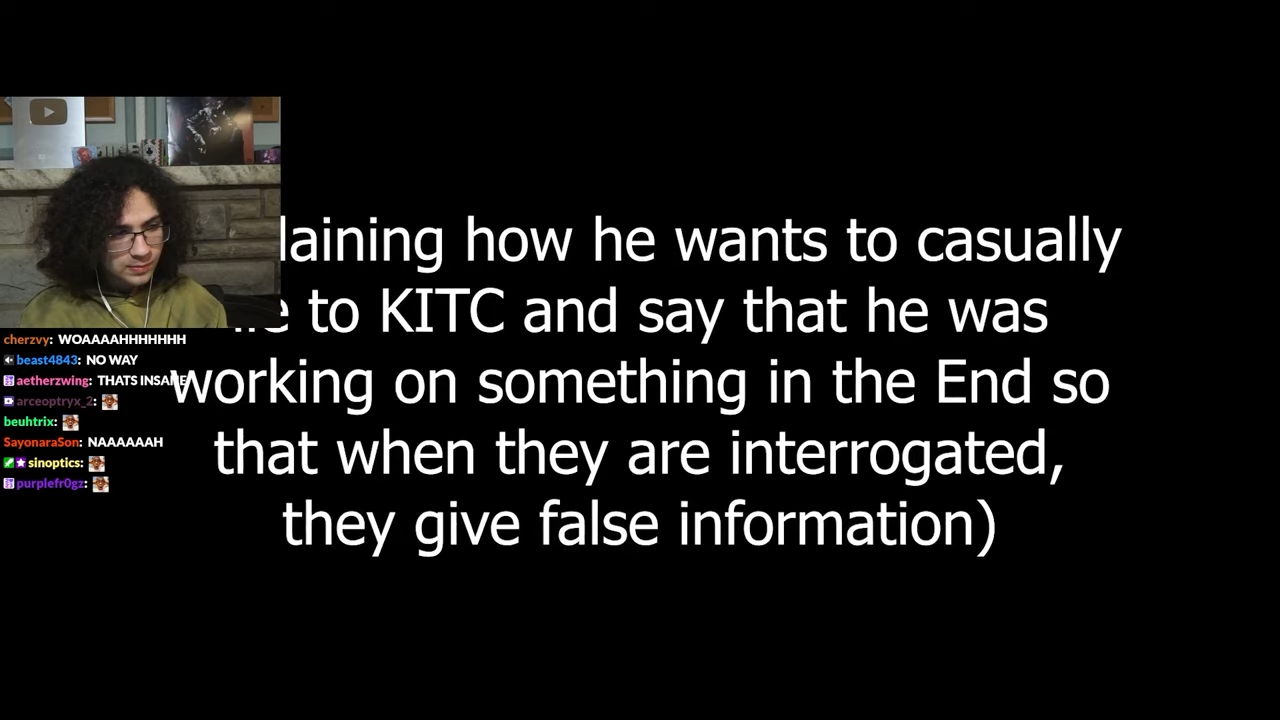 laining how he wants to casually
to KITC and say that he was
working on something in the End so
that when they are interrogated,
they give false information)
cherzvy: WOAAAAHHHHHHH
beast4843: NO WAY
aetherzwing: THATS INSANE
arceoptryx_2:
beuhtrix:
SayonaraSon: NAAAAAAH
sinoptics:
purplefr0gz: